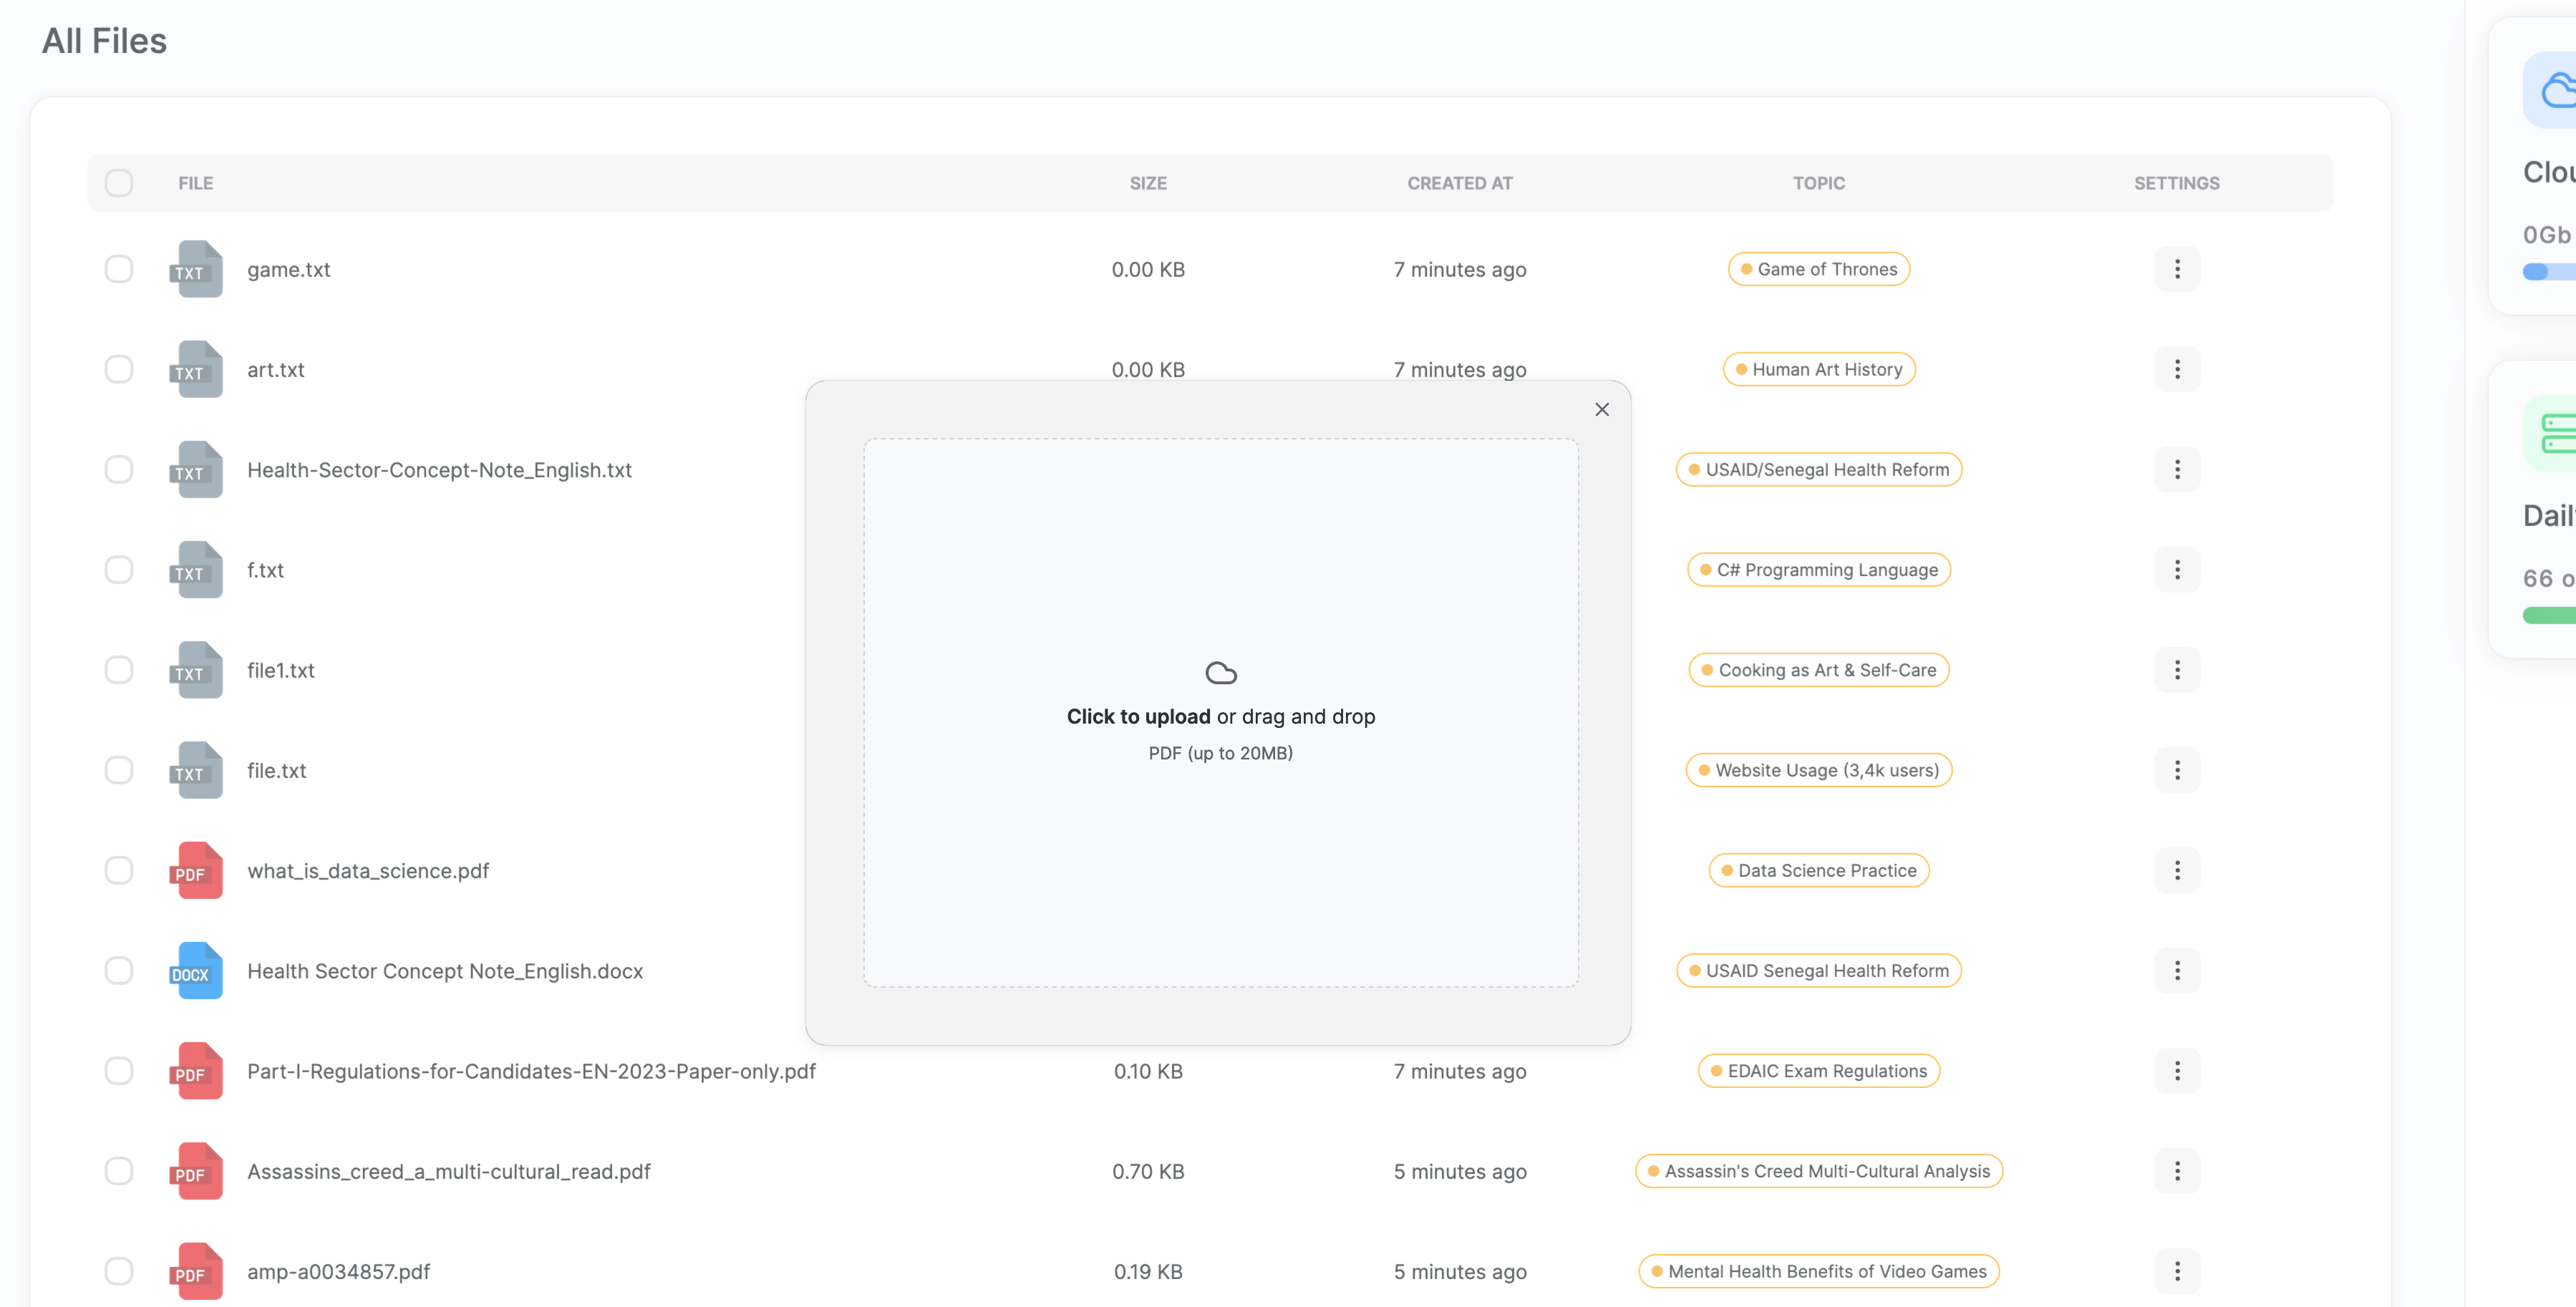 All Files
FILE SIZE CREATED AT TOPIC SETTINGS
TXT game.txt 0.00 KB 7 minutes ago Game of Thrones
TXT art.txt 0.00 KB 7 minutes ago Human Art History
TXT Health-Sector-Concept-Note_English.txt USAID/Senegal Health Reform
TXT f.txt C# Programming Language
TXT file1.txt Cooking as Art & Self-Care
Click to upload or drag and drop
PDF (up to 20MB)
TXT file.txt Website Usage (3,4k users)
PDF what_is_data_science.pdf Data Science Practice
DOCX Health Sector Concept Note_English.docx USAID Senegal Health Reform
PDF Part-I-Regulations-for-Candidates-EN-2023-Paper-only.pdf 0.10 KB 7 minutes ago EDAIC Exam Regulations
PDF Assassins_creed_a_multi-cultural_read.pdf 0.70 KB 5 minutes ago Assassin's Creed Multi-Cultural Analysis
PDF amp-a0034857.pdf 0.19 KB 5 minutes ago Mental Health Benefits of Video Games
0Gb
66